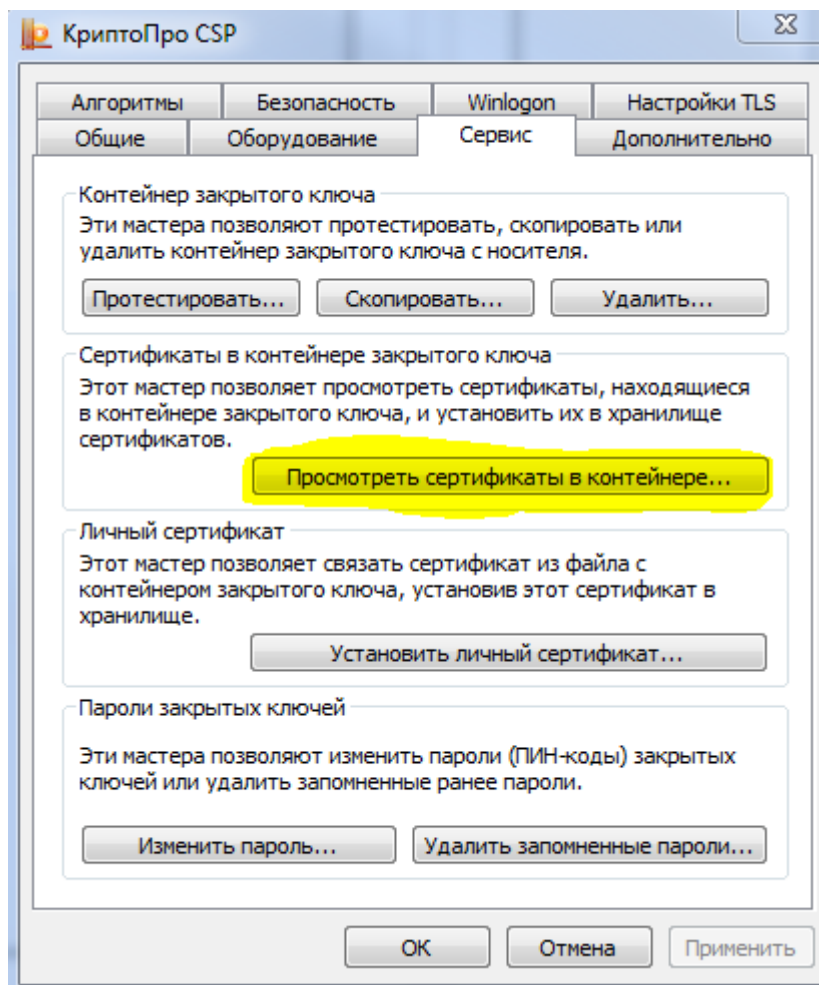 КриптоПро CSP
Алгоритмы Безопасность Winlogon Настройки TLS
Общие Оборудование Сервис Дополнительно
Контейнер закрытого ключа
Эти мастера позволяют протестировать, скопировать или
удалить контейнер закрытого ключа с носителя.
Протестировать... Скопировать... Удалить...
Сертификаты в контейнере закрытого ключа
Этот мастер позволяет просмотреть сертификаты, находящиеся
в контейнере закрытого ключа, и установить их в хранилище
сертификатов.
Просмотреть сертификаты в контейнере...
Личный сертификат
Этот мастер позволяет связать сертификат из файла с
контейнером закрытого ключа, установив этот сертификат в
хранилище.
Установить личный сертификат...
Пароли закрытых ключей
Эти мастера позволяют изменить пароли (ПИН-коды) закрытых
ключей или удалить запомненные ранее пароли.
Изменить пароль... Удалить запомненные пароли...
ОК Отмена Применить